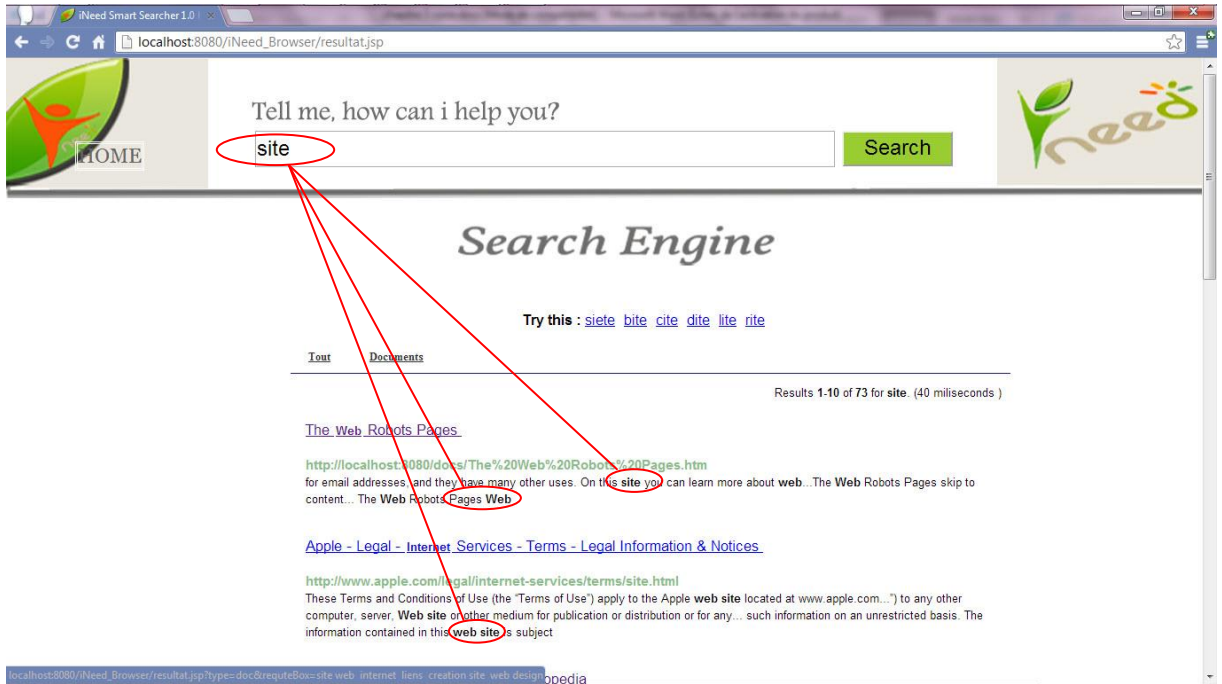 iNeed Smart Searcher 1.0 |
localhost:8080/iNeed_Browser/resultat.jsp
HOME
Tell me, how can i help you?
site
Search
Yneed
Search Engine
Try this : siete bite cite dite lite rite
Tout Documents
Results 1-10 of 73 for site. (40 miliseconds )
The Web Robots Pages
http://localhost:8080/docs/The%20Web%20Robots%20Pages.htm
for email addresses, and they have many other uses. On this site you can learn more about web...The Web Robots Pages skip to
content... The Web Robots Pages Web
Apple - Legal - Internet Services - Terms - Legal Information & Notices
http://www.apple.com/legal/internet-services/terms/site.html
These Terms and Conditions of Use (the "Terms of Use") apply to the Apple web site located at www.apple.com...") to any other
computer, server, Web site or other medium for publication or distribution or for any... such information on an unrestricted basis. The
information contained in this web site is subject
localhost:8080/iNeed_Browser/resultat.jsp?type=doc&requteBox=site web internet liens creation site web design
opedia